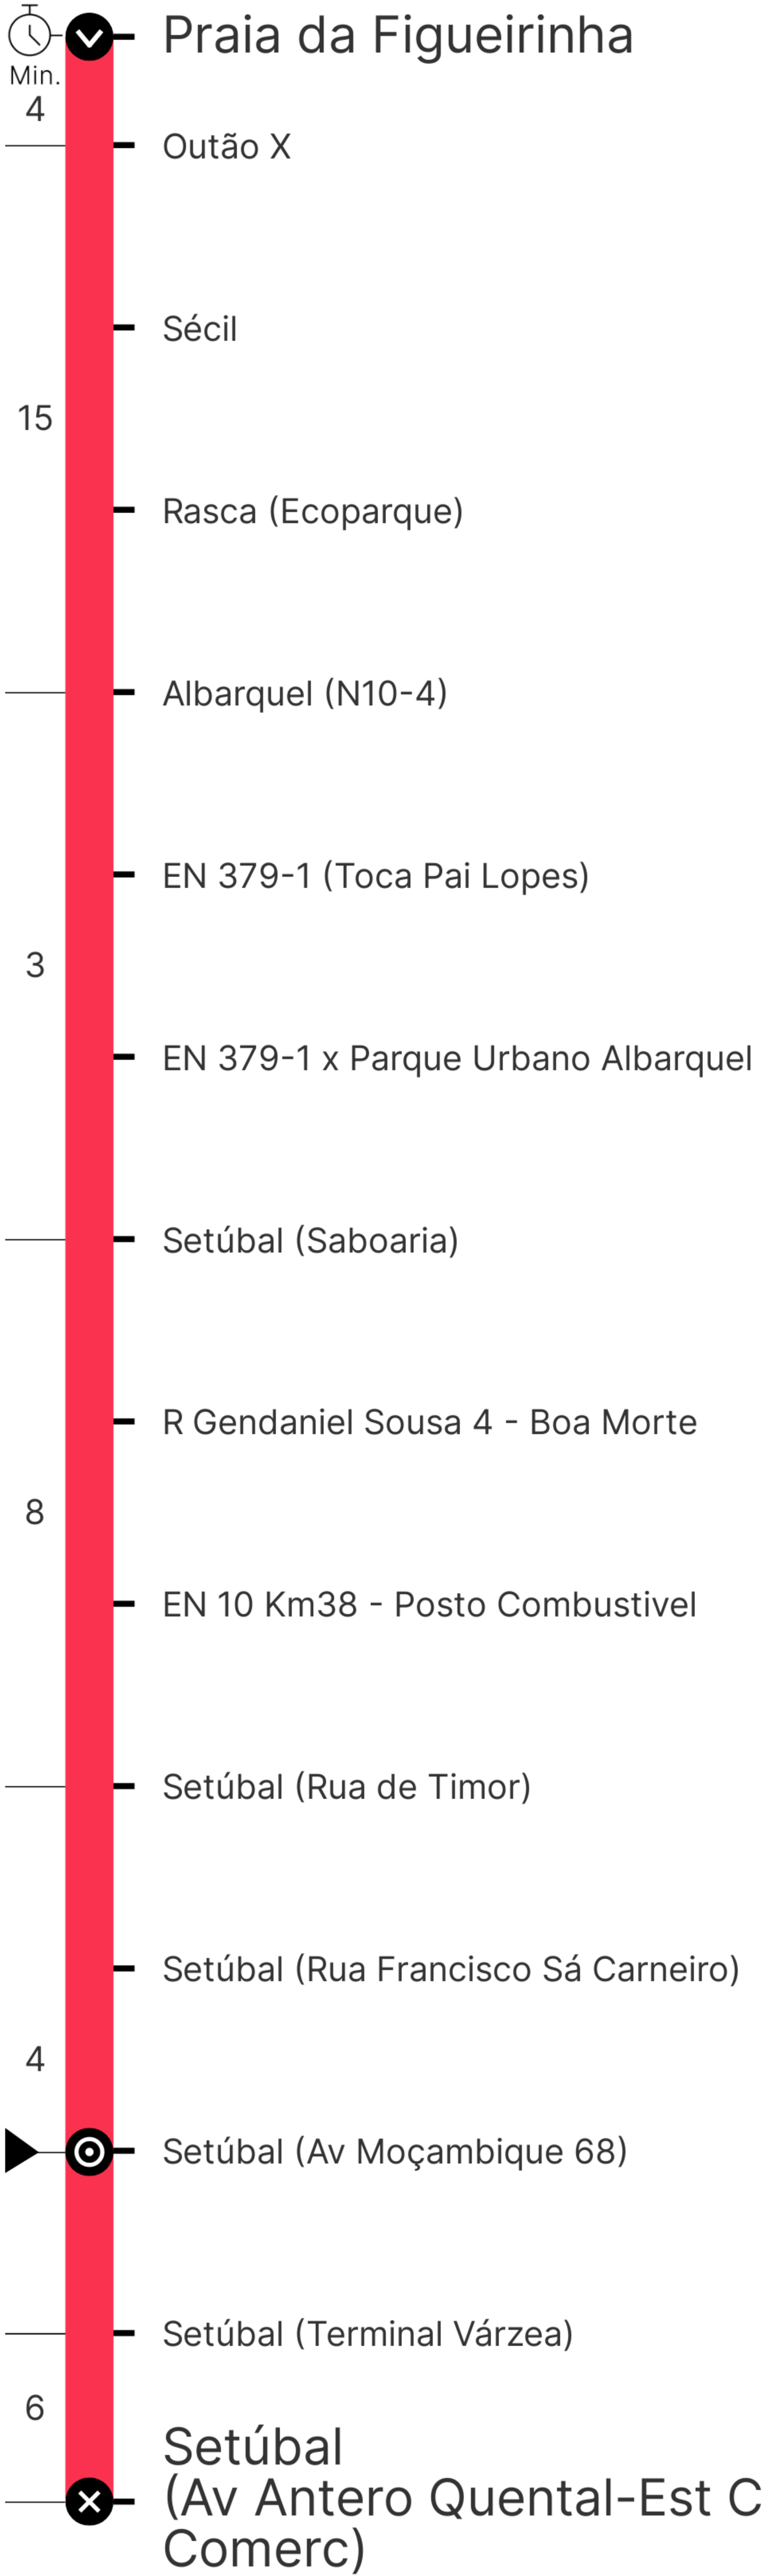 Praia da Figueirinha
Min.
4
Outão X
Sécil
15
Rasca (Ecoparque)
Albarquel (N10-4)
EN 379-1 (Toca Pai Lopes)
3
EN 379-1 x Parque Urbano Albarquel
Setúbal (Saboaria)
R Gendaniel Sousa 4 - Boa Morte
8
EN 10 Km38 - Posto Combustivel
Setúbal (Rua de Timor)
Setúbal (Rua Francisco Sá Carneiro)
4
Setúbal (Av Moçambique 68)
Setúbal (Terminal Várzea)
6
Setúbal
(Av Antero Quental-Est C
Comerc)